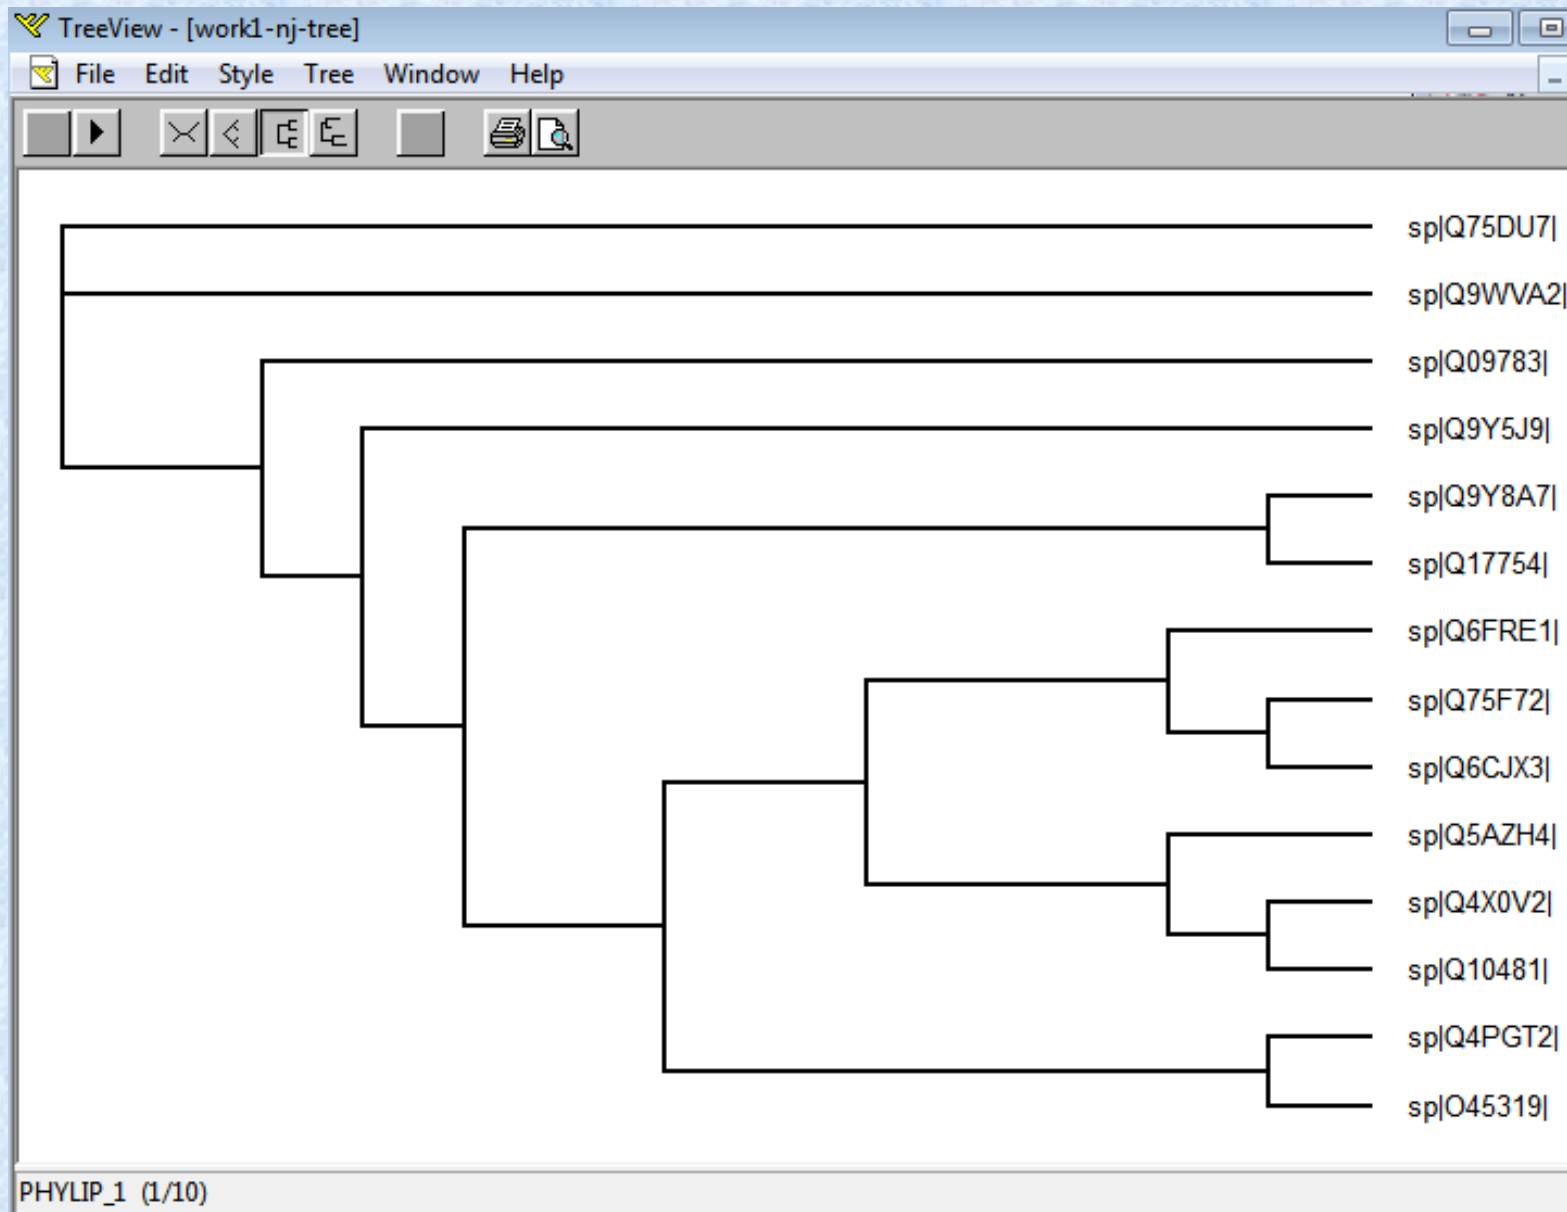 TreeView - [work1-nj-tree]
File Edit Style Tree Window Help
sp|Q75DU7|
sp|Q9WVA2|
sp|Q09783|
sp|Q9Y5J9|
sp|Q9Y8A7|
sp|Q17754|
sp|Q6FRE1|
sp|Q75F72|
sp|Q6CJX3|
sp|Q5AZH4|
sp|Q4X0V2|
sp|Q10481|
sp|Q4PGT2|
sp|O45319|
PHYLIP_1 (1/10)